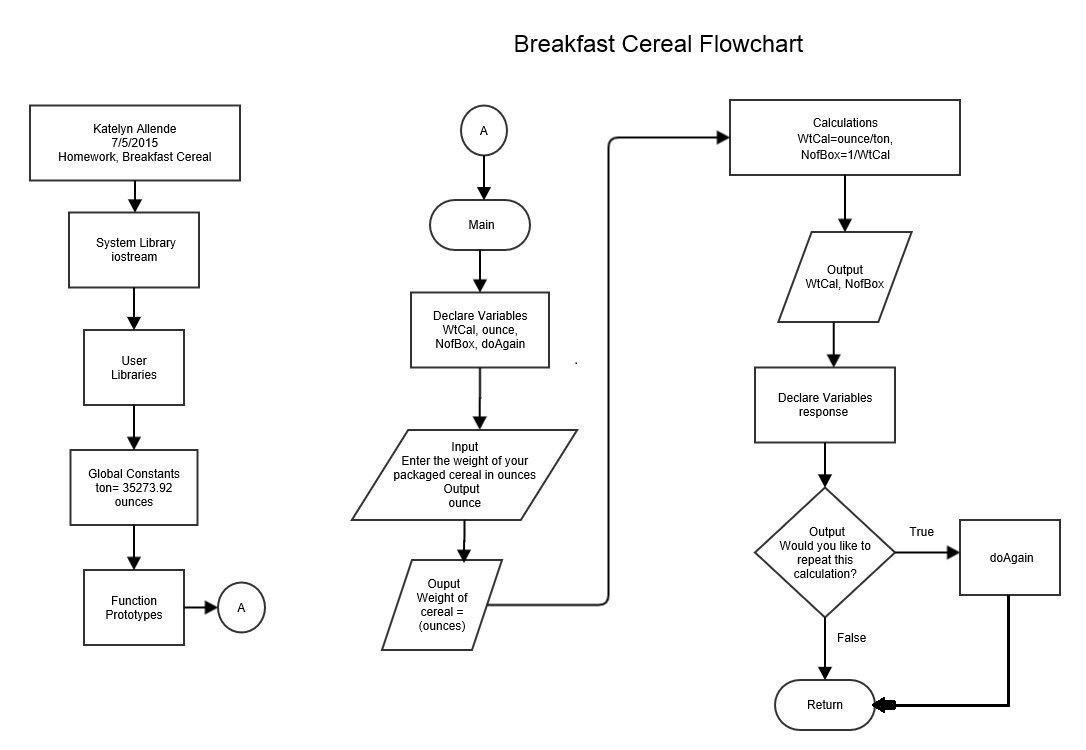 Breakfast Cereal Flowchart
Katelyn Allende
7/5/2015
Homework, Breakfast Cereal
System Library
iostream
User
Libraries
Global Constants
ton= 35273.92
ounces
Function
Prototypes
A
A
Main
Declare Variables
WtCal, ounce,
NofBox, doAgain
.
Input
Enter the weight of your
packaged cereal in ounces
Output
ounce
Ouput
Weight of
cereal =
(ounces)
Calculations
WtCal=ounce/ton,
NofBox=1/WtCal
Output
WtCal, NofBox
Declare Variables
response
Output
Would you like to
repeat this
calculation?
True
doAgain
False
Return